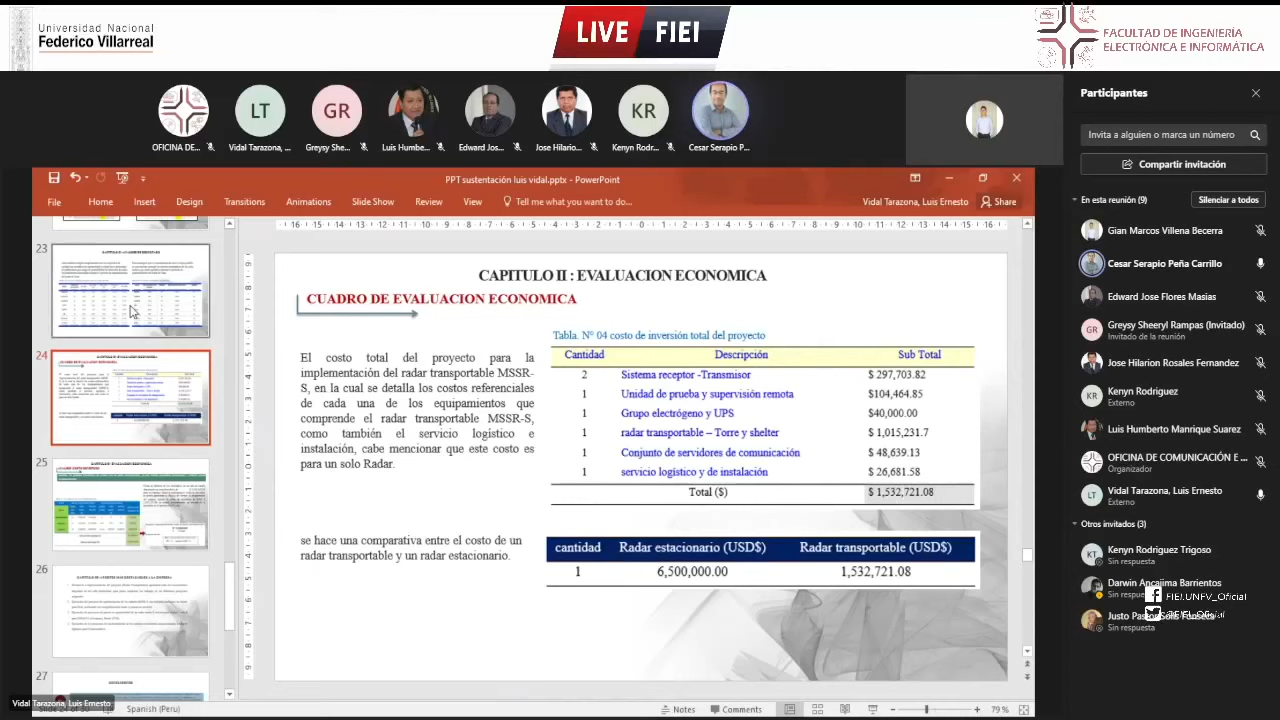 Universidad Nacional
Federico Villarreal
LIVE FIEI
FACULTAD DE INGENIERÍA
ELECTRÓNICA E INFORMÁTICA
LT
GR
KR
OFICINA DE...
Vidal Tarazona, ...
Greysy She...
Luis Humbe...
Edward Jos...
Jose Hilario...
Kenyn Rodr...
Cesar Serapio P...
Participantes
Invita a alguien o marca un número
Compartir invitación
En esta reunión (9)
Silenciar a todos
Gian Marcos Villena Becerra
Cesar Serapio Peña Carrillo
Edward Jose Flores Masias
GR
Greysy Sheeryl Rampas (Invitado)
Invitado de la reunión
Jose Hilarion Rosales Fernandez
KR
Kenyn Rodriguez
Externo
Luis Humberto Manrique Suarez
OFICINA DE COMUNICACIÓN E ...
Organizador
LT
Vidal Tarazona, Luis Ernesto
Externo
Otros invitados (3)
KT
Kenyn Rodriguez Trigoso
Sin respuesta
Darwin Ancajima Barrientos
Sin respuesta
FIEI.UNFV_Oficial
Sin respuesta
PPT sustentación luis vidal.pptx - PowerPoint
File Home Insert Design Transitions Animations Slide Show Review View Tell me what you want to do...
Vidal Tarazona, Luis Ernesto
Share
23
24
25
26
27
CAPITULO II : EVALUACION ECONOMICA
CUADRO DE EVALUACION ECONOMICA
El costo total del proyecto para la
implementación del radar transportable MSSR-
S, en la cual se detalla los costos referente
de cada una de los equipamientos que
comprende el radar transportable MSSR-S,
como también el servicio logístico e
instalación, cabe mencionar que este costo es
para un solo Radar.
Tabla. Nº 04 costo de inversión total del proyecto
Cantidad Descripción Sub Total
1 Sistema receptor -Transmisor $ 297,703.82
1 Unidad de prueba y supervisión remota $104,464.85
1 Grupo electrógeno y UPS $40,000.00
1 radar transportable – Torre y shelter $ 1,015,231.7
1 Conjunto de servidores de comunicación $ 48,639.13
1 servicio logístico y de instalación $ 26,681.58
Total ($) $ 1,532,721.08
se hace una comparativa entre el costo de un
radar transportable y un radar estacionario.
cantidad Radar estacionario (USD$) Radar transportable (USD$)
1 6,500,000.00 1,532,721.08
Vidal Tarazona, Luis Ernesto
Spanish (Peru)
Notes
Comments
79 %